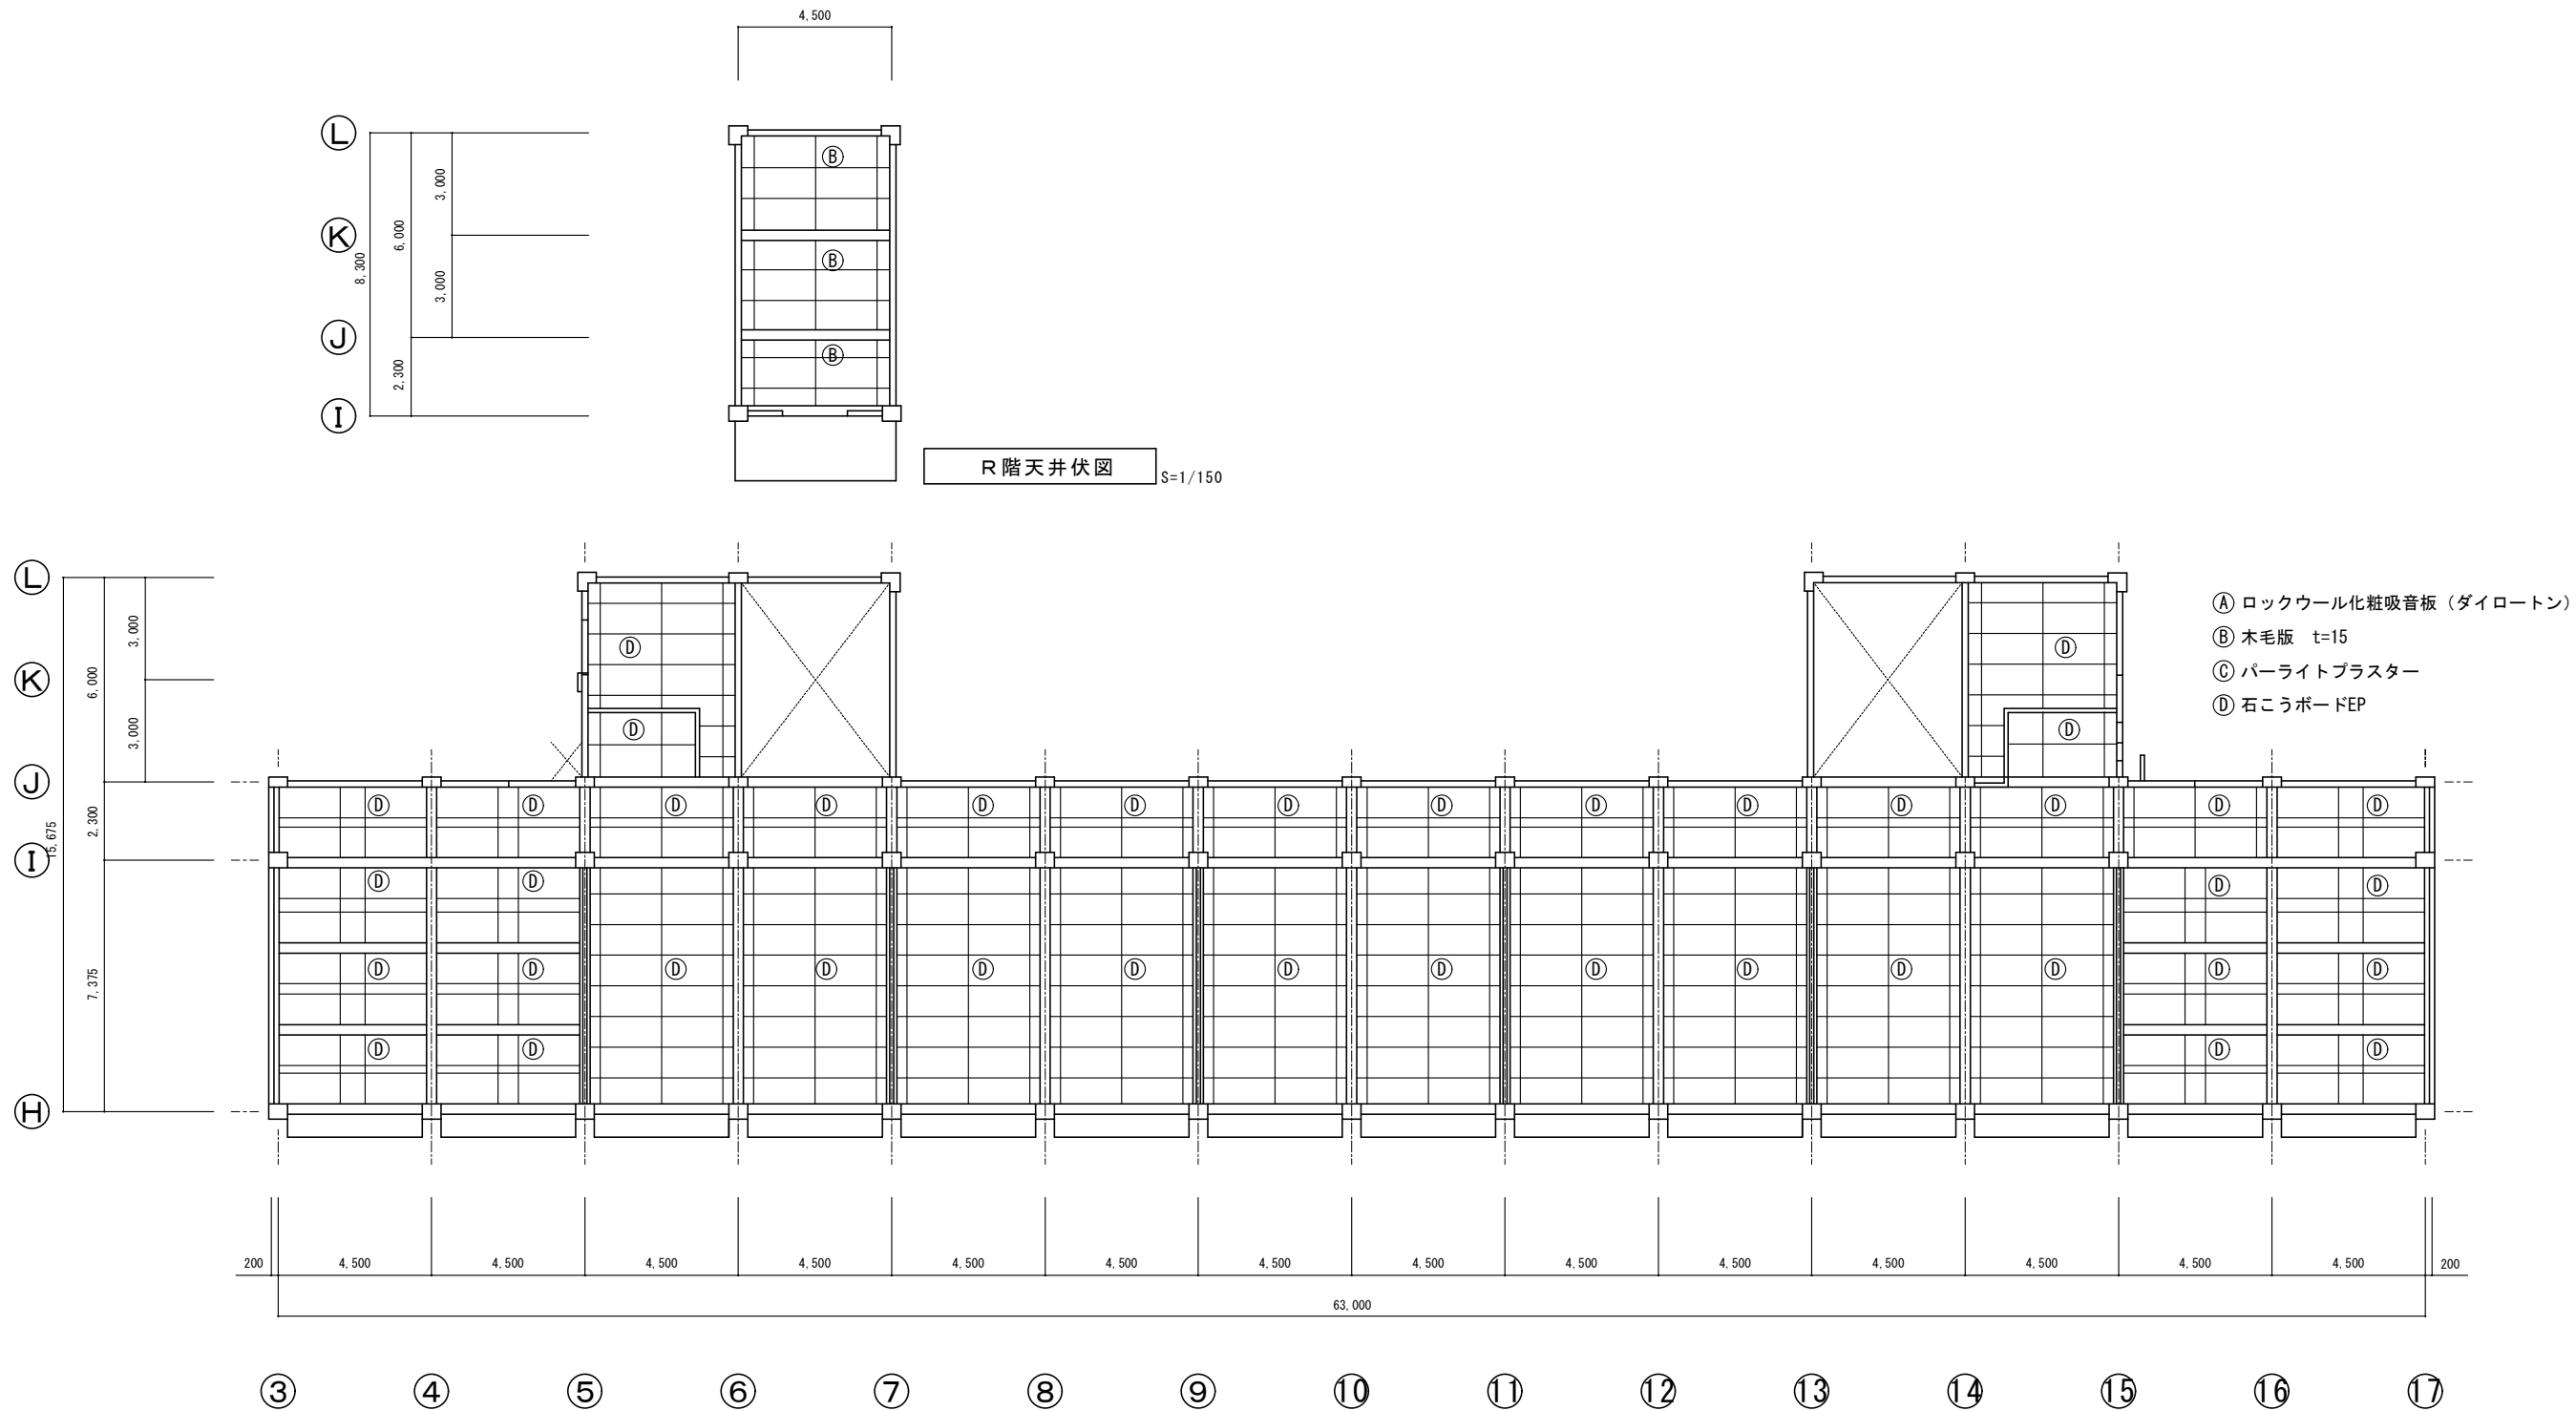 4,500
Ⓛ
3,000
Ⓚ
6,000
8,300
3,000
Ⓙ
2,300
Ⓘ
Ⓑ
Ⓑ
Ⓑ
R階天井伏図
S=1/150
Ⓛ
3,000
Ⓚ
6,000
3,000
Ⓙ
2,300
15,675
Ⓘ
7,375
Ⓗ
Ⓐ ロックウール化粧吸音板（ダイロートン）
Ⓑ 木毛版 t=15
Ⓒ パーライトプラスター
Ⓓ 石こうボードEP
Ⓓ Ⓓ
Ⓓ Ⓓ
Ⓓ Ⓓ Ⓓ Ⓓ Ⓓ Ⓓ Ⓓ Ⓓ Ⓓ Ⓓ Ⓓ Ⓓ Ⓓ Ⓓ
Ⓓ Ⓓ Ⓓ Ⓓ
Ⓓ Ⓓ Ⓓ Ⓓ Ⓓ Ⓓ Ⓓ Ⓓ Ⓓ Ⓓ Ⓓ Ⓓ Ⓓ Ⓓ
Ⓓ Ⓓ Ⓓ Ⓓ
200 4,500 4,500 4,500 4,500 4,500 4,500 4,500 4,500 4,500 4,500 4,500 4,500 4,500 4,500 200
63,000
③ ④ ⑤ ⑥ ⑦ ⑧ ⑨ ⑩ ⑪ ⑫ ⑬ ⑭ ⑮ ⑯ ⑰